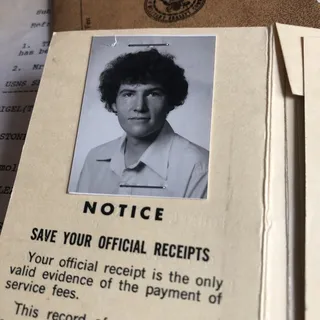 NOTICE
SAVE YOUR OFFICIAL RECEIPTS
Your official receipt is the only
valid evidence of the payment of
service fees.
This record of